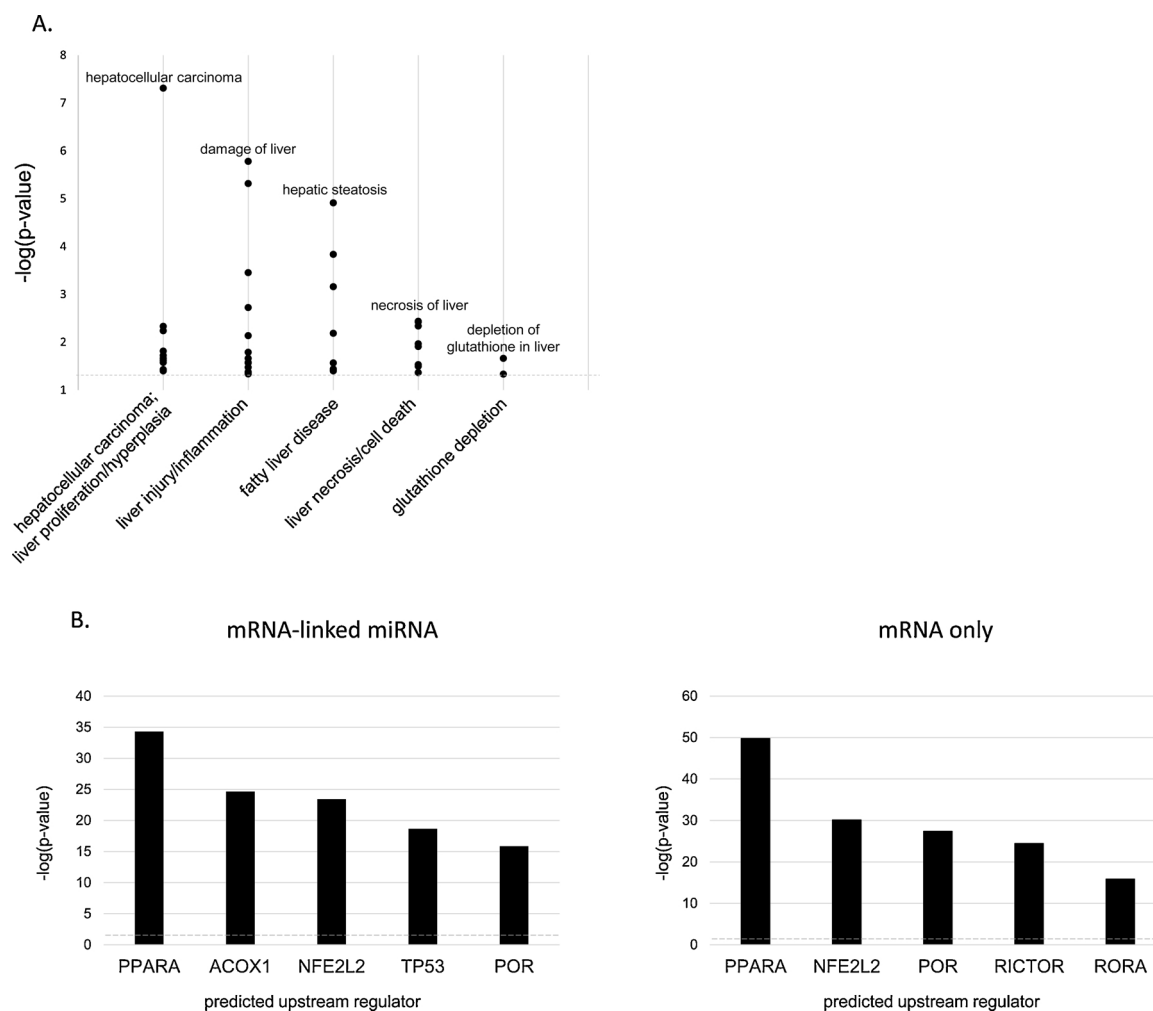 A.
8
7
6
5
4
3
2
1
-log(p-value)
hepatocellular carcinoma
damage of liver
hepatic steatosis
necrosis of liver
depletion of
glutathione in liver
hepatocellular carcinoma;
liver proliferation/hyperplasia
liver injury/inflammation
fatty liver disease
liver necrosis/cell death
glutathione depletion
B.
mRNA-linked miRNA
40
35
30
25
20
15
10
5
0
-log(p-value)
PPARA ACOX1 NFE2L2 TP53 POR
predicted upstream regulator
mRNA only
60
50
40
30
20
10
0
-log(p-value)
PPARA NFE2L2 POR RICTOR RORA
predicted upstream regulator